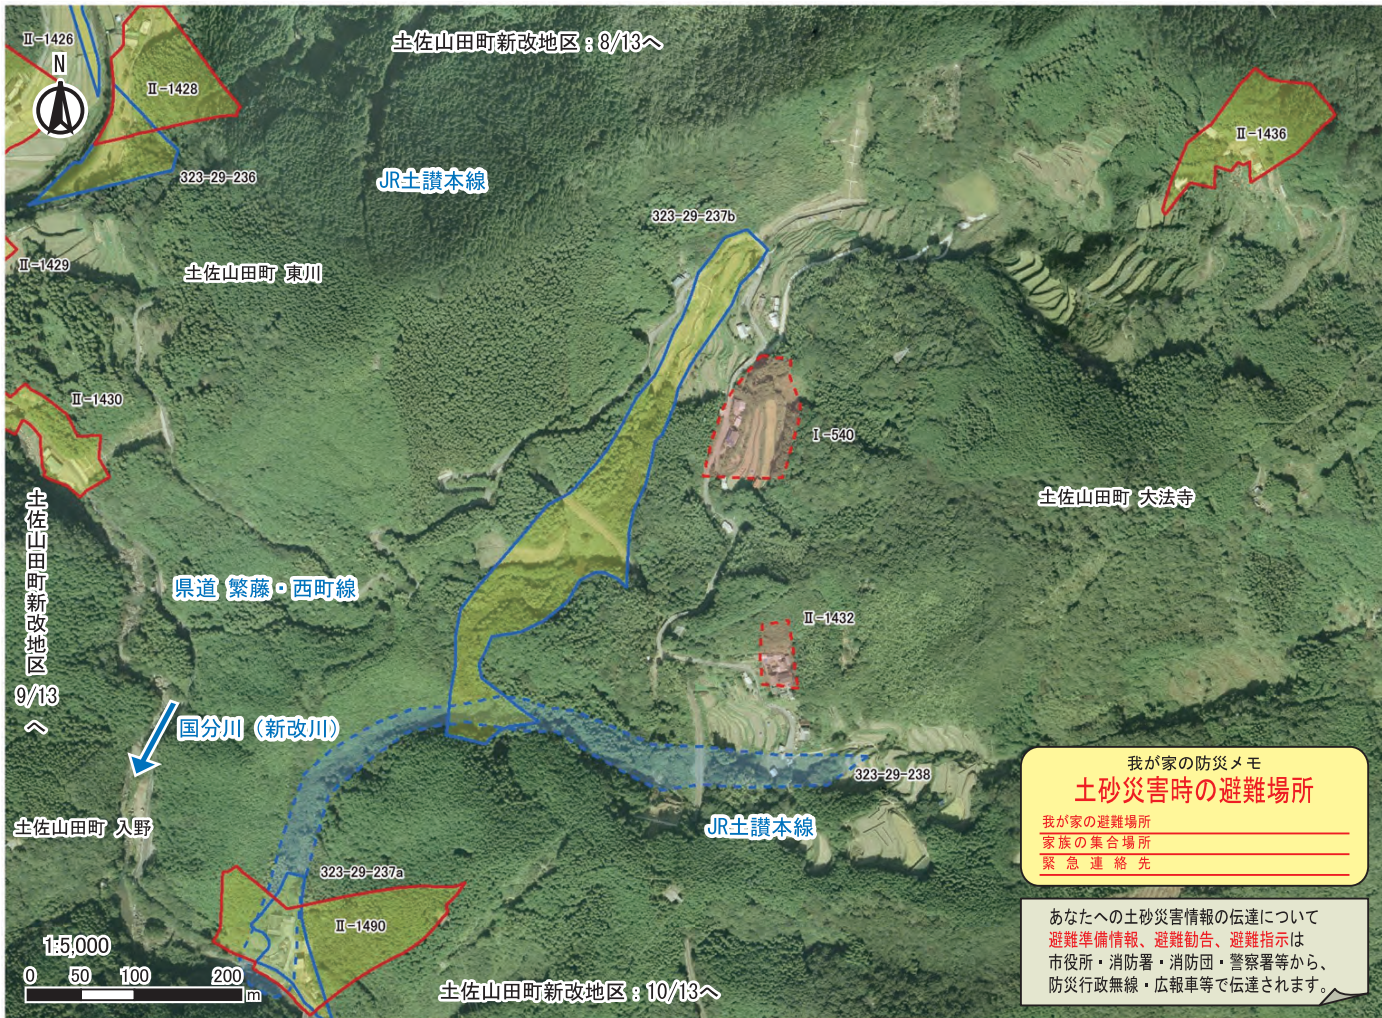 Ⅱ-1426
土佐山田町新改地区：8/13へ
N
Ⅱ-1428
Ⅱ-1436
323-29-236
JR土讃本線
323-29-237b
Ⅱ-1429
土佐山田町 東川
Ⅱ-1430
Ⅰ-540
土佐山田町 大法寺
土佐山田町新改地区
9/13
へ
県道 繁藤・西町線
Ⅱ-1432
国分川（新改川）
323-29-238
土佐山田町 入野
JR土讃本線
323-29-237a
Ⅱ-1490
1:5,000
0 50 100 200
m
土佐山田町新改地区：10/13へ
我が家の防災メモ
土砂災害時の避難場所
我が家の避難場所
家族の集合場所
緊急連絡先
あなたへの土砂災害情報の伝達について
避難準備情報、避難勧告、避難指示は
市役所・消防署・消防団・警察署等から、
防災行政無線・広報車等で伝達されます。